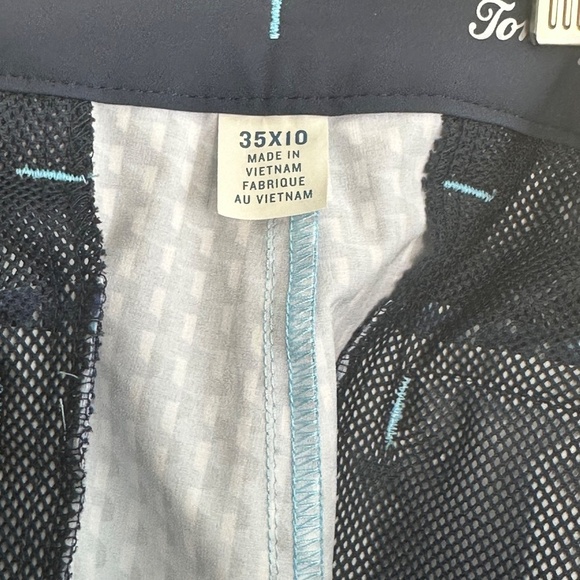 35X10
MADE IN
VIETNAM
FABRIQUE
AU VIETNAM